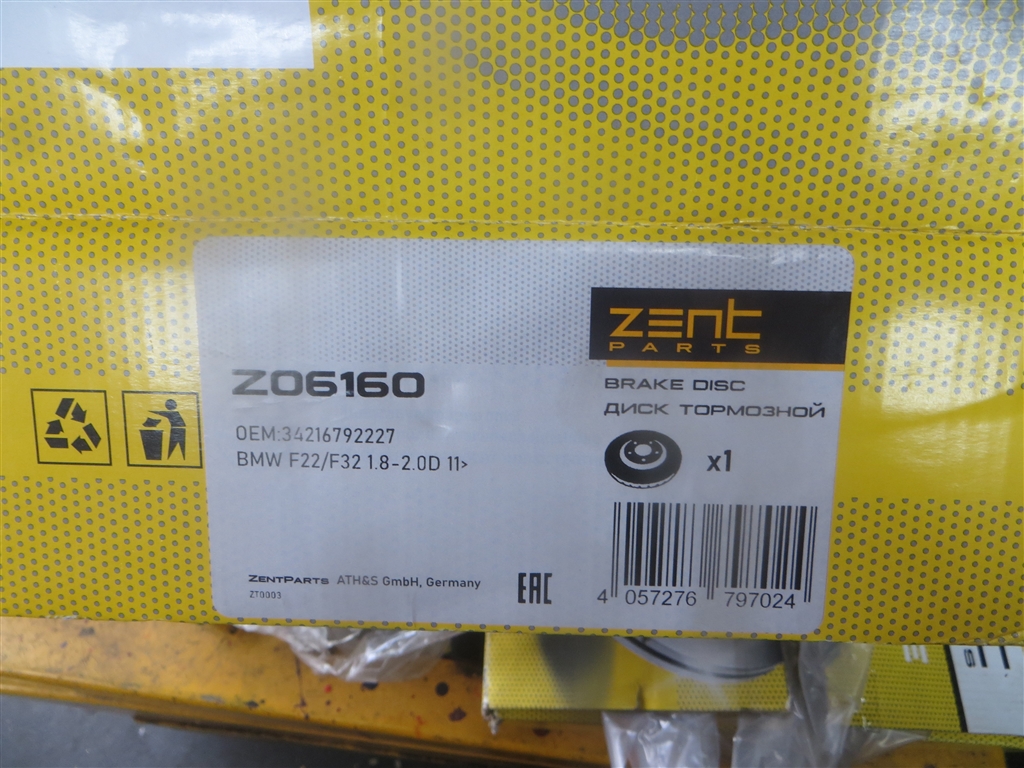 ZENT
PARTS
Z06160
BRAKE DISC
ДИСК ТОРМОЗНОЙ
OEM:34216792227
BMW F22/F32 1.8-2.0D 11>
x1
ZENTPARTS ATH&S GmbH, Germany
ZT0003
EAC
4 057276 797024